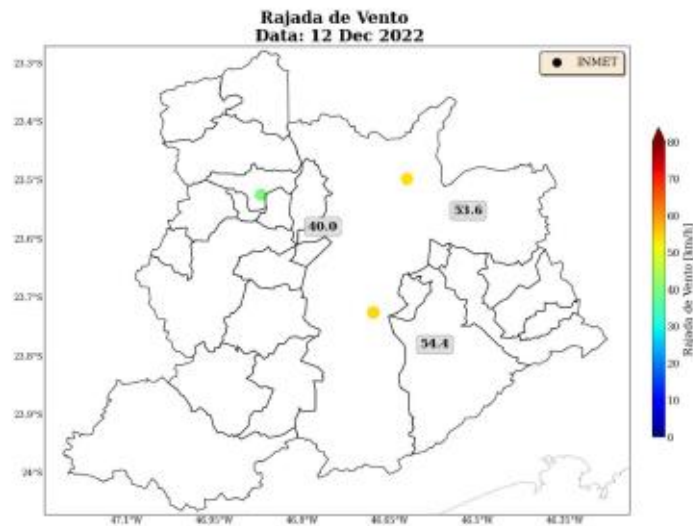 Rajada de Vento
Data: 12 Dec 2022
INMET
23.3°S
23.4°S
23.5°S
23.6°S
23.7°S
23.8°S
23.9°S
24°S
53.6
40.0
54.4
47.1°W
46.95°W
46.8°W
46.65°W
46.5°W
46.35°W
80
70
60
50
40
30
20
10
0
Rajada de Vento [km/h]